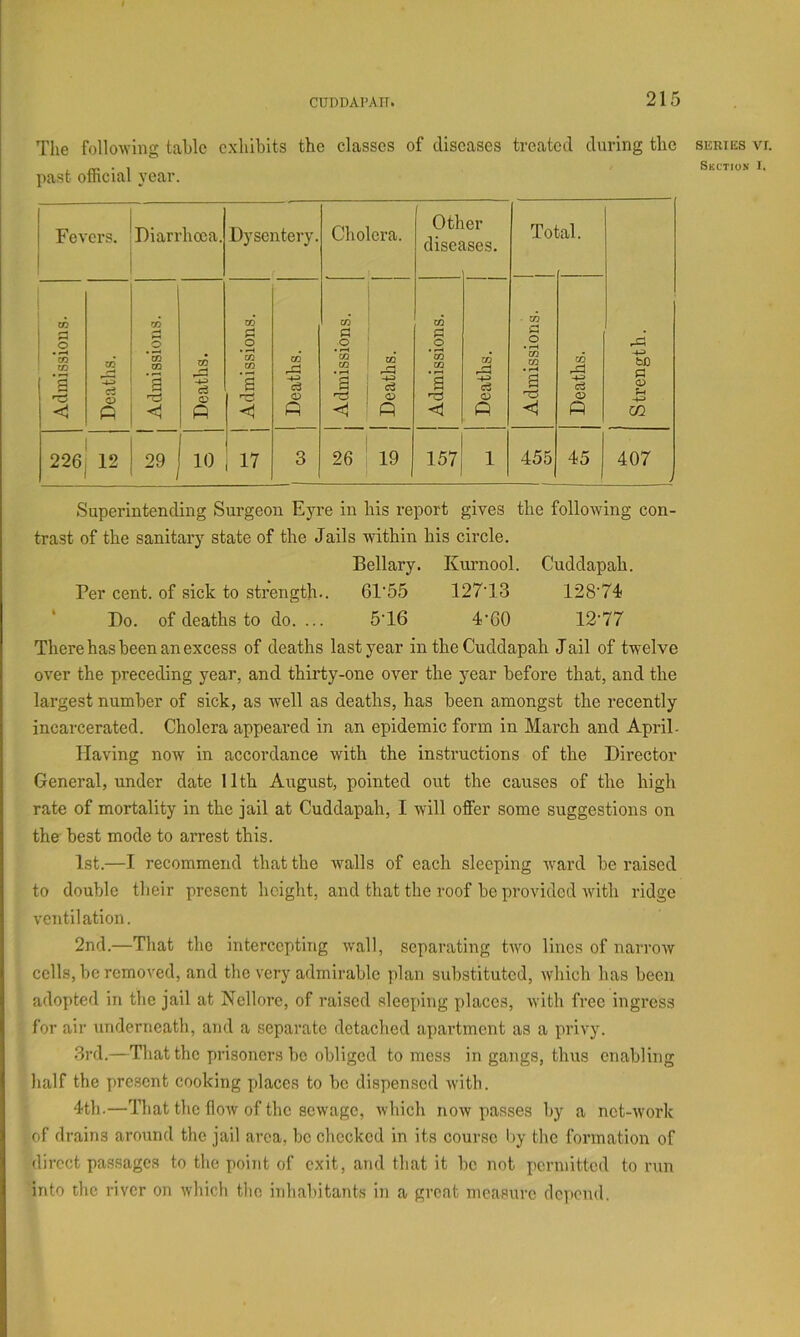 CUDDAPAH. 215
The following table exhibits the classes of diseases treated during the
past official year.
SERIES VI.
SECTION I.
Fevers. Diarrhœa. Dysentery. Cholera. Other diseases. Total.
Admissions. Deaths. Admissions. Deaths. Admissions. Deaths. Admissions. Deaths. Admissions. Deaths. Admissions. Deaths. Strength.
226 12 29 10 17 3 26 19 157 1 455 45 407
Superintending Surgeon Eyre in his report gives the following con-
trast of the sanitary state of the Jails within his circle.
Bellary. Kurnool. Cuddapah.
Per cent. of sick to strength.. 61·55 127·13 128·74
Do. of deaths to do. ... 5·16 4·60 12·77
There has been an excess of deaths last year in the Cuddapah Jail of twelve
over the preceding year, and thirty-one over the year before that, and the
largest number of sick, as well as deaths, has been amongst the recently
incarcerated. Cholera appeared in an epidemic form in March and April.
Having now in accordance with the instructions of the Director
General, under date 11th August, pointed out the causes of the high
rate of mortality in the jail at Cuddapah, I will offer some suggestions on
the best mode to arrest this.
1st.—I recommend that the walls of each sleeping ward be raised
to double their present height, and that the roof be provided with ridge
ventilation.
2nd.—That the intercepting wall, separating two lines of narrow
cells, be removed, and the very admirable plan substituted, which has been
adopted in the jail at Nellore, of raised sleeping places, with free ingress
for air underneath, and a separate detached apartment as a privy.
3rd.—That the prisoners be obliged to mess in gangs, thus enabling
half the present cooking places to be dispensed with.
4th.—That the flow of the sewage, which now passes by a net-work
of drains around the jail area, be checked in its course by the formation of
direct passages to the point of exit, and that it be not permitted to run
into the river on which the inhabitants in a great measure depend.